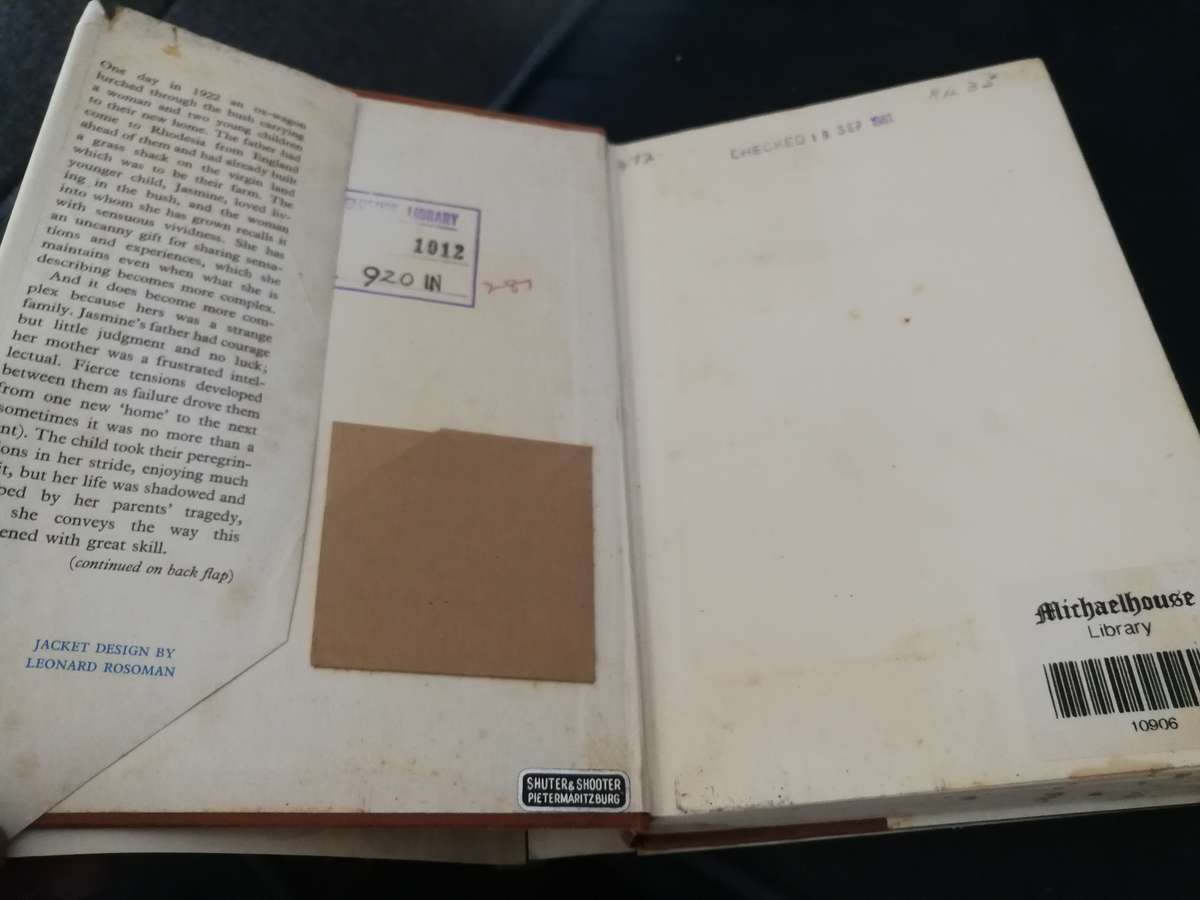 One day in 1922 an ox-wagon
lurched through the bush carrying
a woman and two young children
to their new home. The father had
come to Rhodesia from England
ahead of them and had already built
a grass shack on the virgin land
which was to be their farm. The
younger child, Jasmine, loved liv-
ing in the bush, and the woman
into whom she has grown recalls it
with sensuous vividness. She has
an uncanny gift for sharing sensa-
tions and experiences, which she
maintains even when what she is
describing becomes more complex.
And it does become more com-
plex because hers was a strange
family. Jasmine's father had courage
but little judgment and no luck;
her mother was a frustrated intel-
lectual. Fierce tensions developed
between them as failure drove them
from one new 'home' to the next
sometimes it was no more than a
nt). The child took their peregrin-
ions in her stride, enjoying much
it, but her life was shadowed and
ped by her parents' tragedy,
she conveys the way this
ened with great skill.
(continued on back flap)
JACKET DESIGN BY
LEONARD ROSOMAN
LIBRARY
1012
920 IN
SHUTER & SHOOTER
PIETERMARITZBURG
CHECKED 19 SEP 1981
Michaelhouse
Library
10906